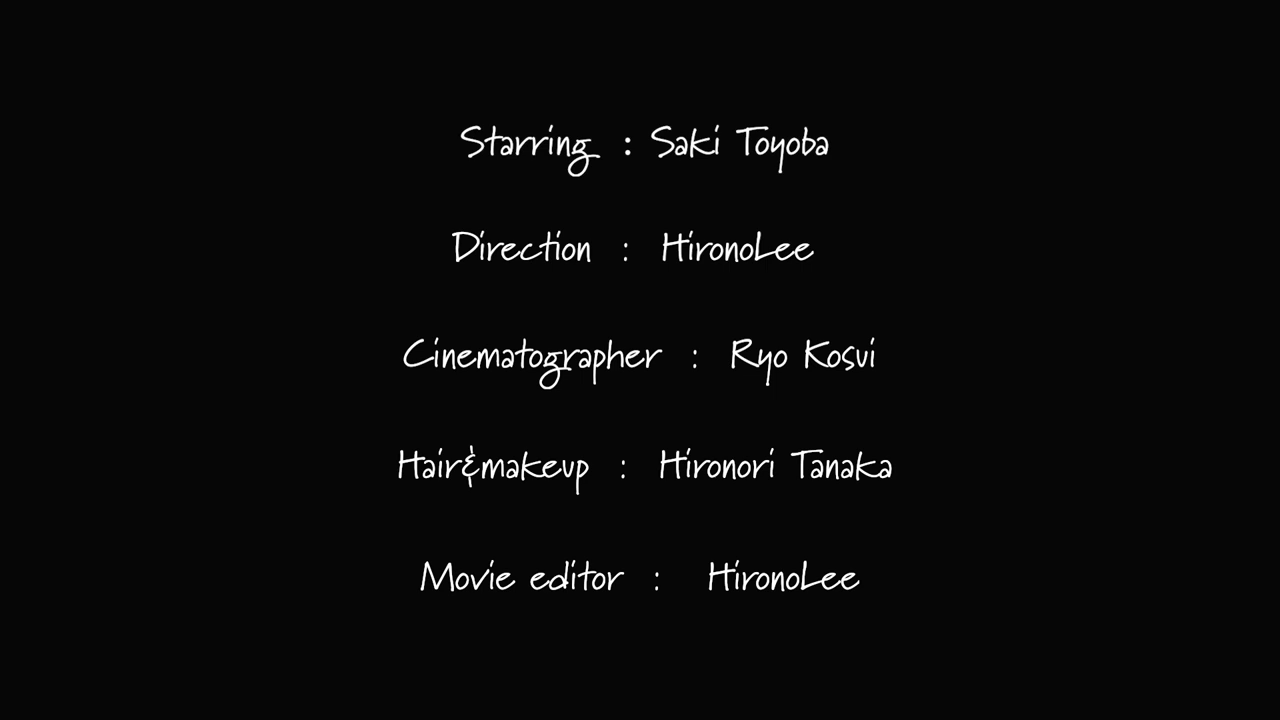 Starring : Saki Toyoba
Direction : HironoLee
Cinematographer : Ryo Kosui
Hair&makeup : Hironori Tanaka
Movie editor : HironoLee